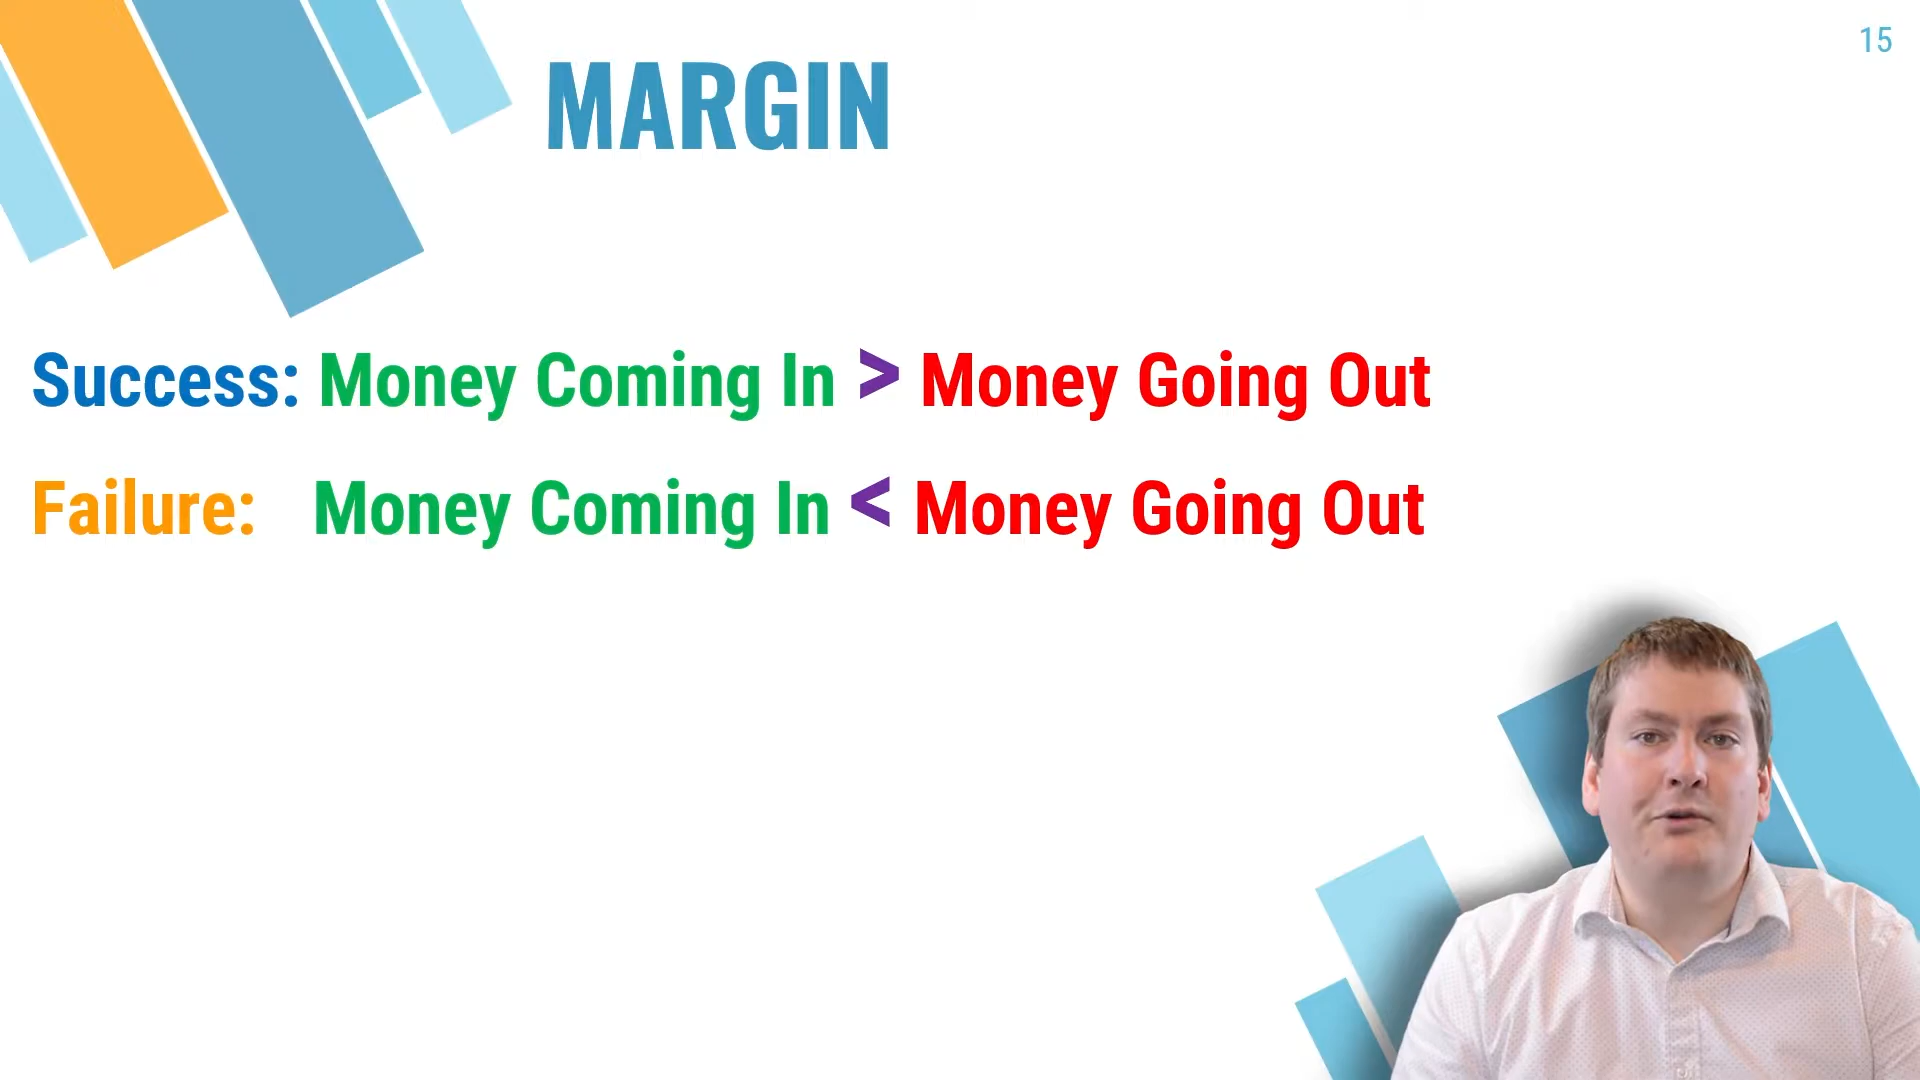 15
MARGIN
Success: Money Coming In > Money Going Out
Failure: Money Coming In < Money Going Out